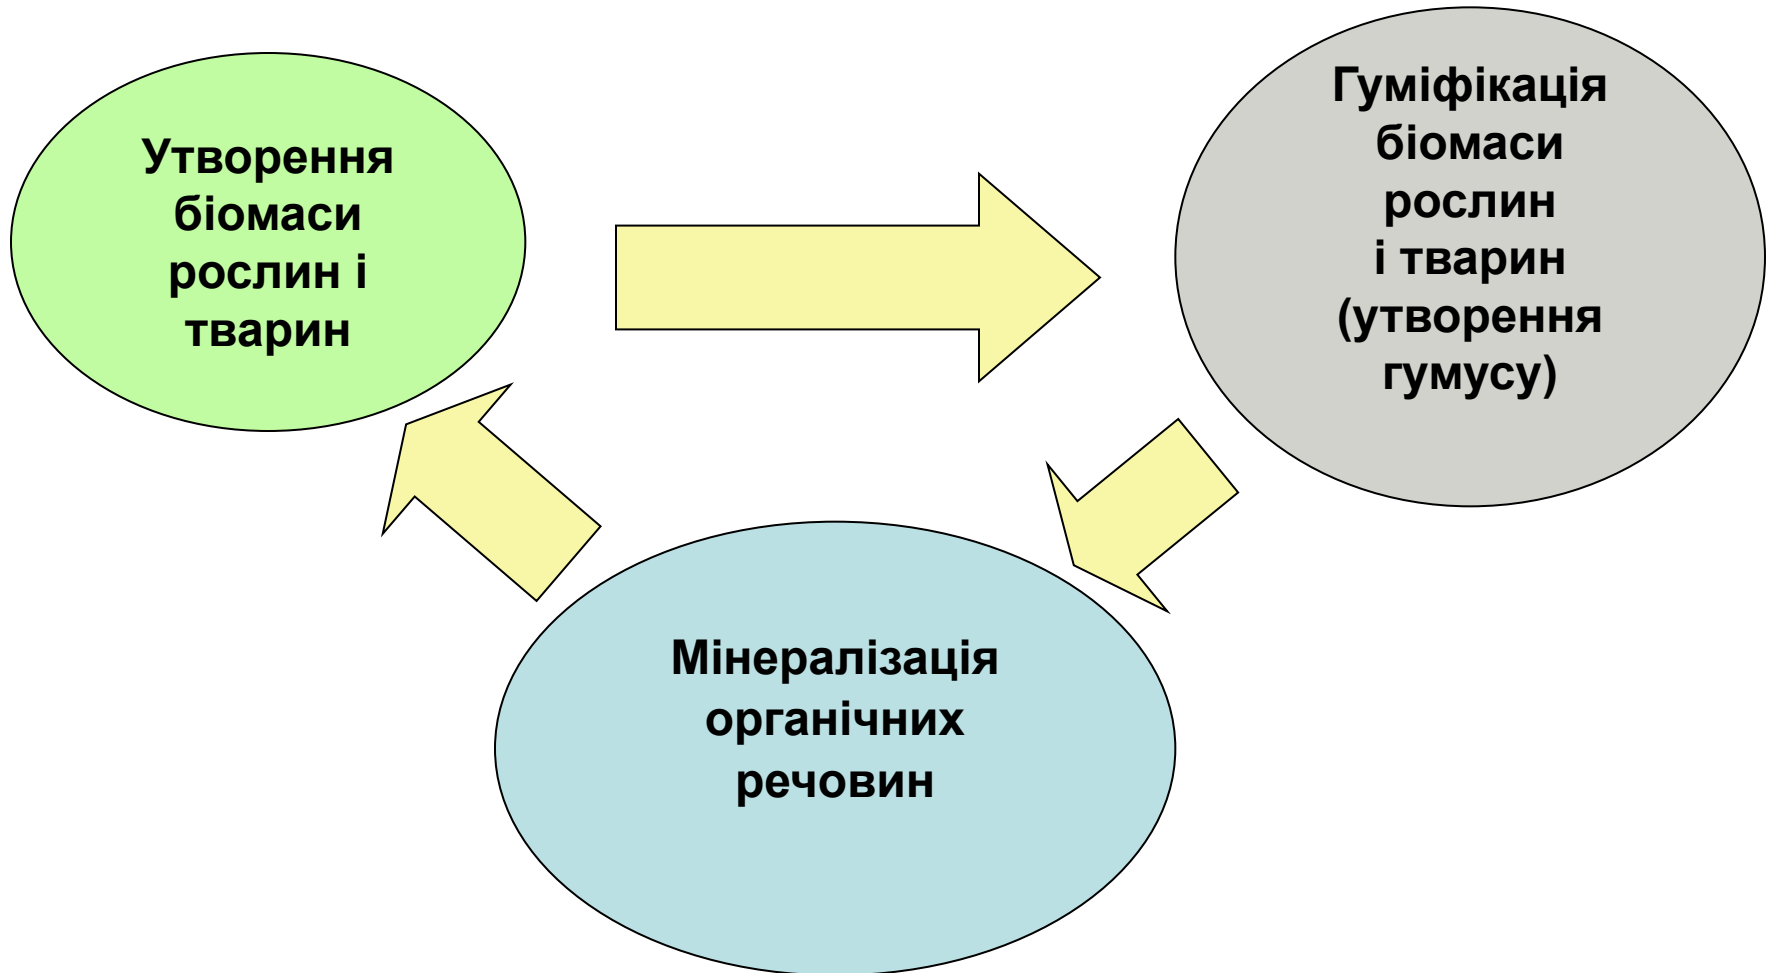 Утворення
біомаси
рослин і
тварин
Гуміфікація
біомаси
рослин
і тварин
(утворення
гумусу)
Мінералізація
органічних
речовин